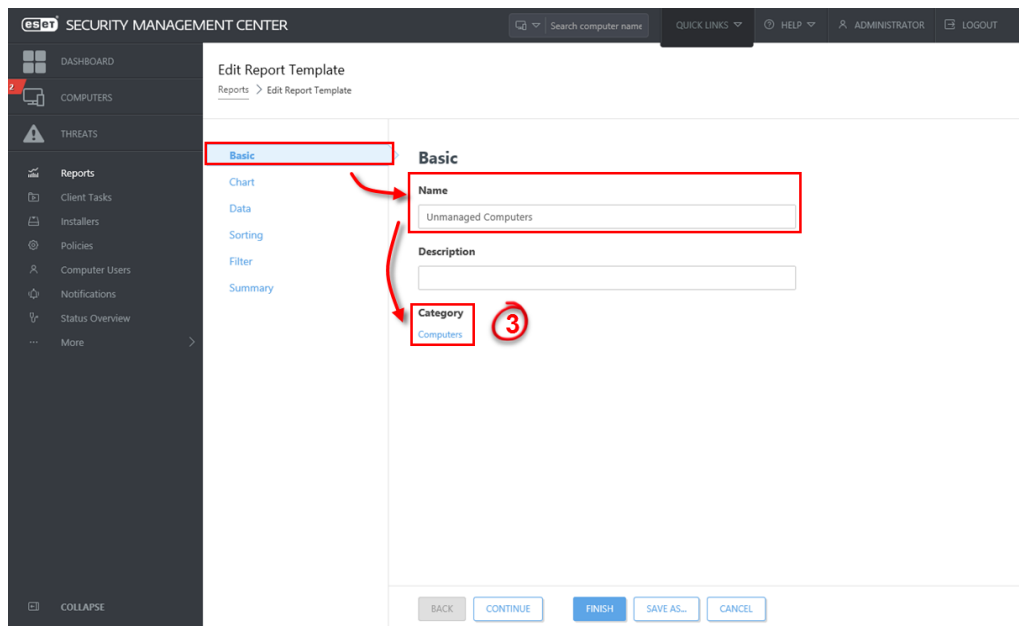 eset SECURITY MANAGEMENT CENTER
Search computer name
QUICK LINKS
HELP
ADMINISTRATOR
LOGOUT
DASHBOARD
2
COMPUTERS
THREATS
Reports
Client Tasks
Installers
Policies
Computer Users
Notifications
Status Overview
More
COLLAPSE
Edit Report Template
Reports > Edit Report Template
Basic
Chart
Data
Sorting
Filter
Summary
Basic
Name
Unmanaged Computers
Description
Category
Computers
3
BACK
CONTINUE
FINISH
SAVE AS...
CANCEL